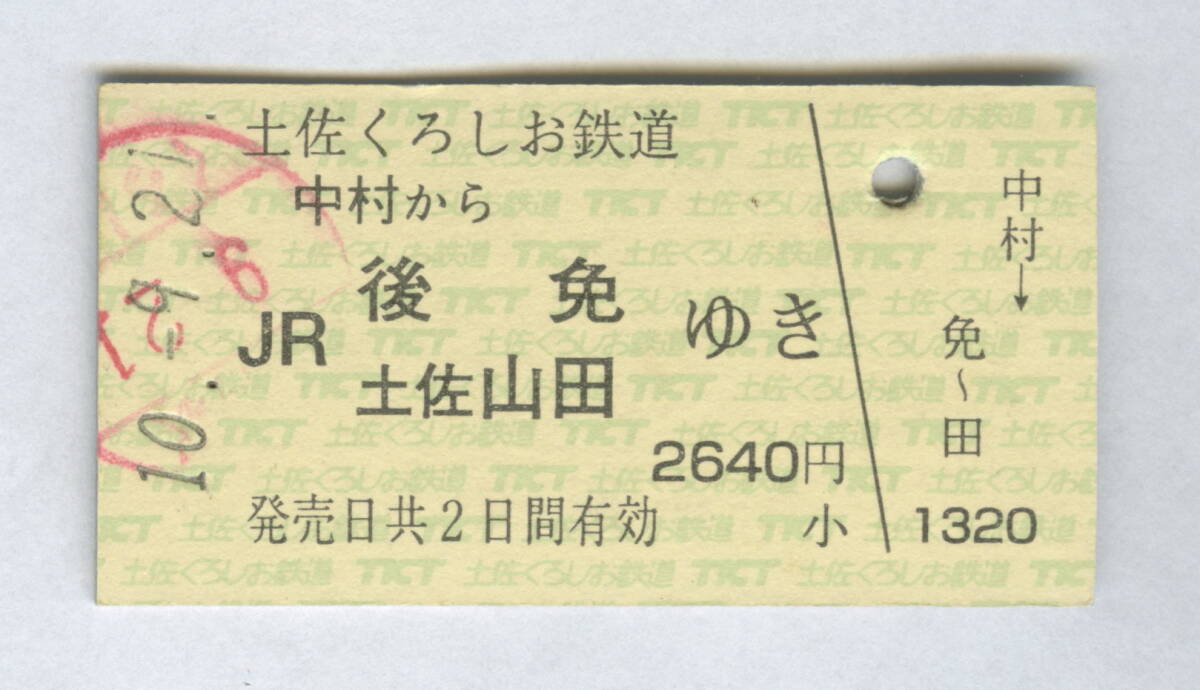 土佐くろしお鉄道
中村から
JR 後免 ゆき
土佐山田
2640円
発売日共2日間有効 小
中村→
免～田
1320
10.-9.21